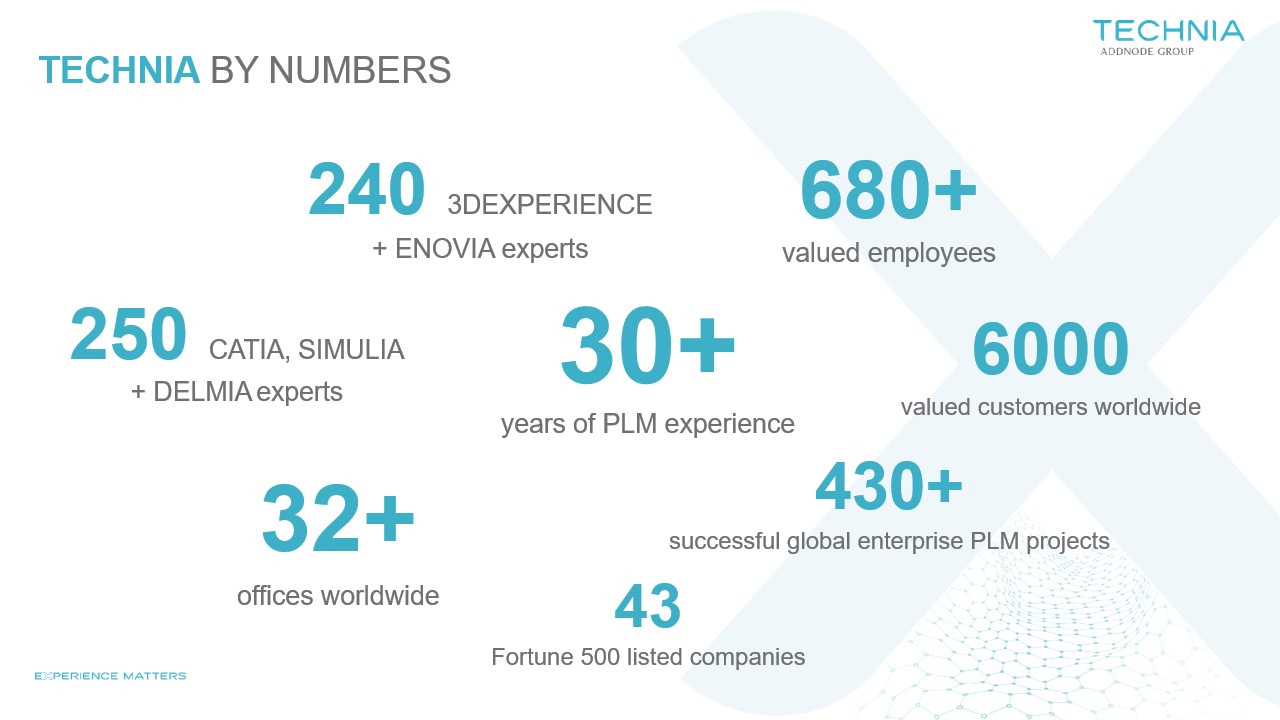 TECHNIA
ADDNODE GROUP
TECHNIA BY NUMBERS
240 3DEXPERIENCE
+ ENOVIA experts
680+
valued employees
250 CATIA, SIMULIA
+ DELMIA experts
30+
years of PLM experience
6000
valued customers worldwide
32+
offices worldwide
430+
successful global enterprise PLM projects
43
Fortune 500 listed companies
EXPERIENCE MATTERS